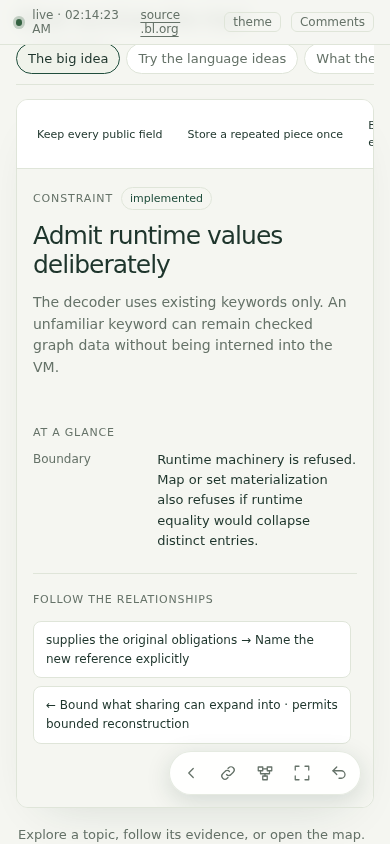 live · 02:14:23
AM
source
.bl.org
theme
Comments
The big idea
Try the language ideas
What the
Keep every public field
Store a repeated piece once
CONSTRAINT
implemented
Admit runtime values
deliberately
The decoder uses existing keywords only. An
unfamiliar keyword can remain checked
graph data without being interned into the
VM.
AT A GLANCE
Boundary
Runtime machinery is refused.
Map or set materialization
also refuses if runtime
equality would collapse
distinct entries.
FOLLOW THE RELATIONSHIPS
supplies the original obligations → Name the
new reference explicitly
← Bound what sharing can expand into · permits
bounded reconstruction
Explore a topic, follow its evidence, or open the map.